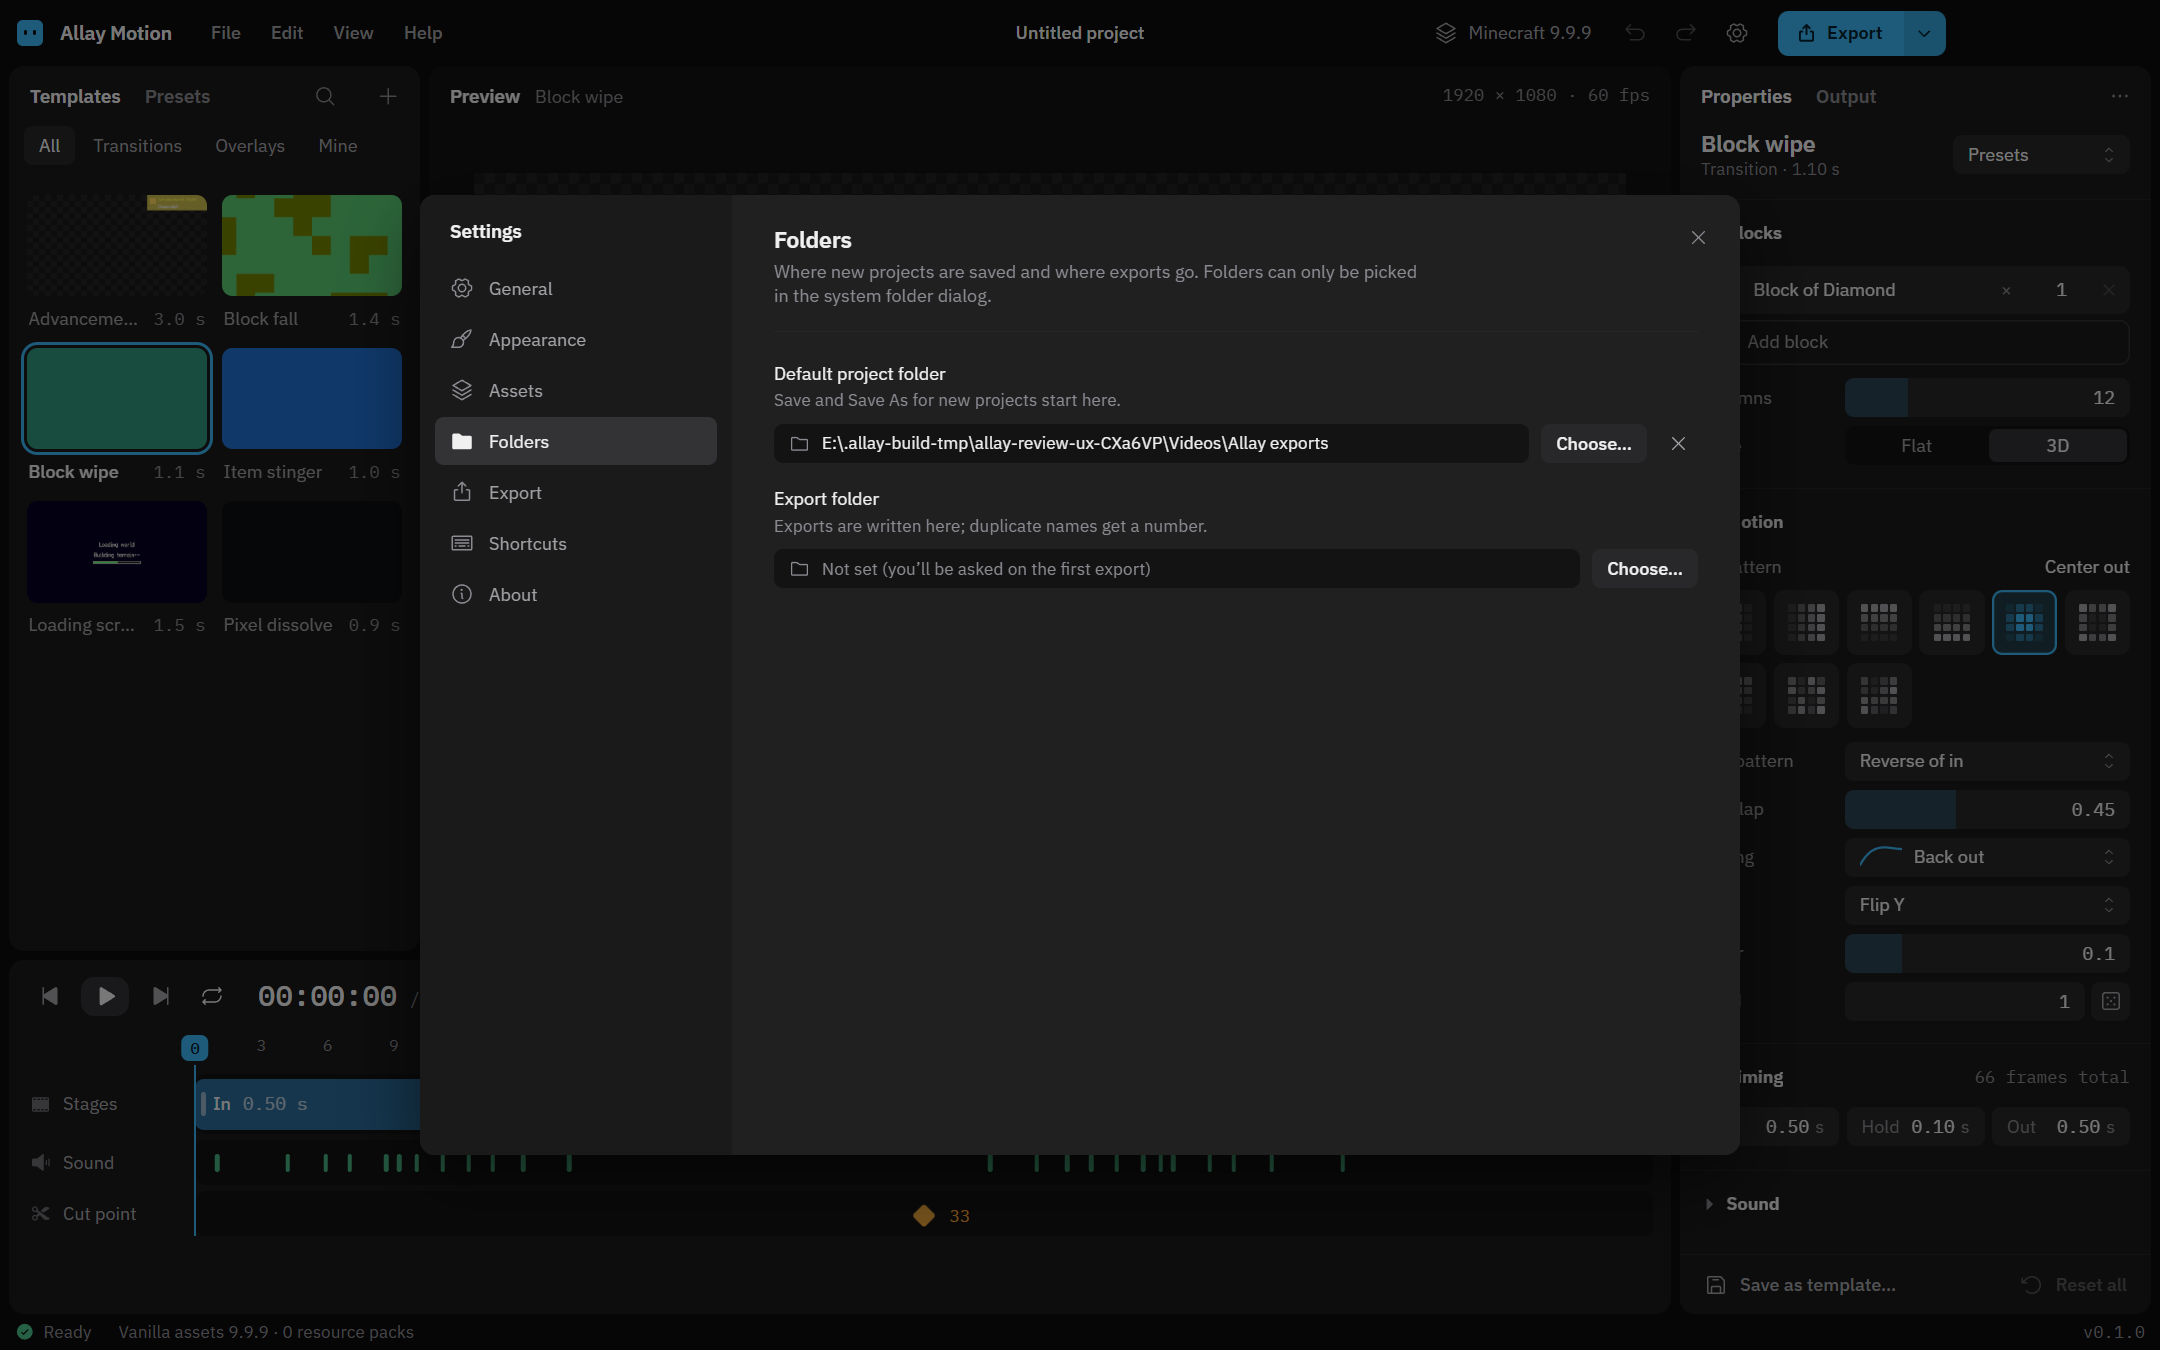 Allay Motion File Edit View Help
Untitled project
Minecraft 9.9.9
Export
Templates Presets
All Transitions Overlays Mine
Advanceme... 3.0 s
Block fall 1.4 s
Block wipe 1.1 s
Item stinger 1.0 s
Loading world
Loading scr... 1.5 s
Pixel dissolve 0.9 s
Preview Block wipe
1920 × 1080 · 60 fps
Settings
General
Appearance
Assets
Folders
Export
Shortcuts
About
Folders
Where new projects are saved and where exports go. Folders can only be picked
in the system folder dialog.
Default project folder
Save and Save As for new projects start here.
E:\.allay-build-tmp\allay-review-ux-CXa6VP\Videos\Allay exports
Choose...
Export folder
Exports are written here; duplicate names get a number.
Not set (you’ll be asked on the first export)
Choose...
Properties Output
Block wipe
Transition · 1.10 s
Presets
locks
Block of Diamond × 1
Add block
mns 12
Flat 3D
otion
ttern Center out
pattern Reverse of in
lap 0.45
ng Back out
Flip Y
r 0.1
1
iming 66 frames total
0.50 s
Hold 0.10 s
Out 0.50 s
Sound
Save as template...
Reset all
00:00:00 /
0 3 6 9
Stages
In 0.50 s
Sound
Cut point
33
Ready
Vanilla assets 9.9.9 · 0 resource packs
v0.1.0